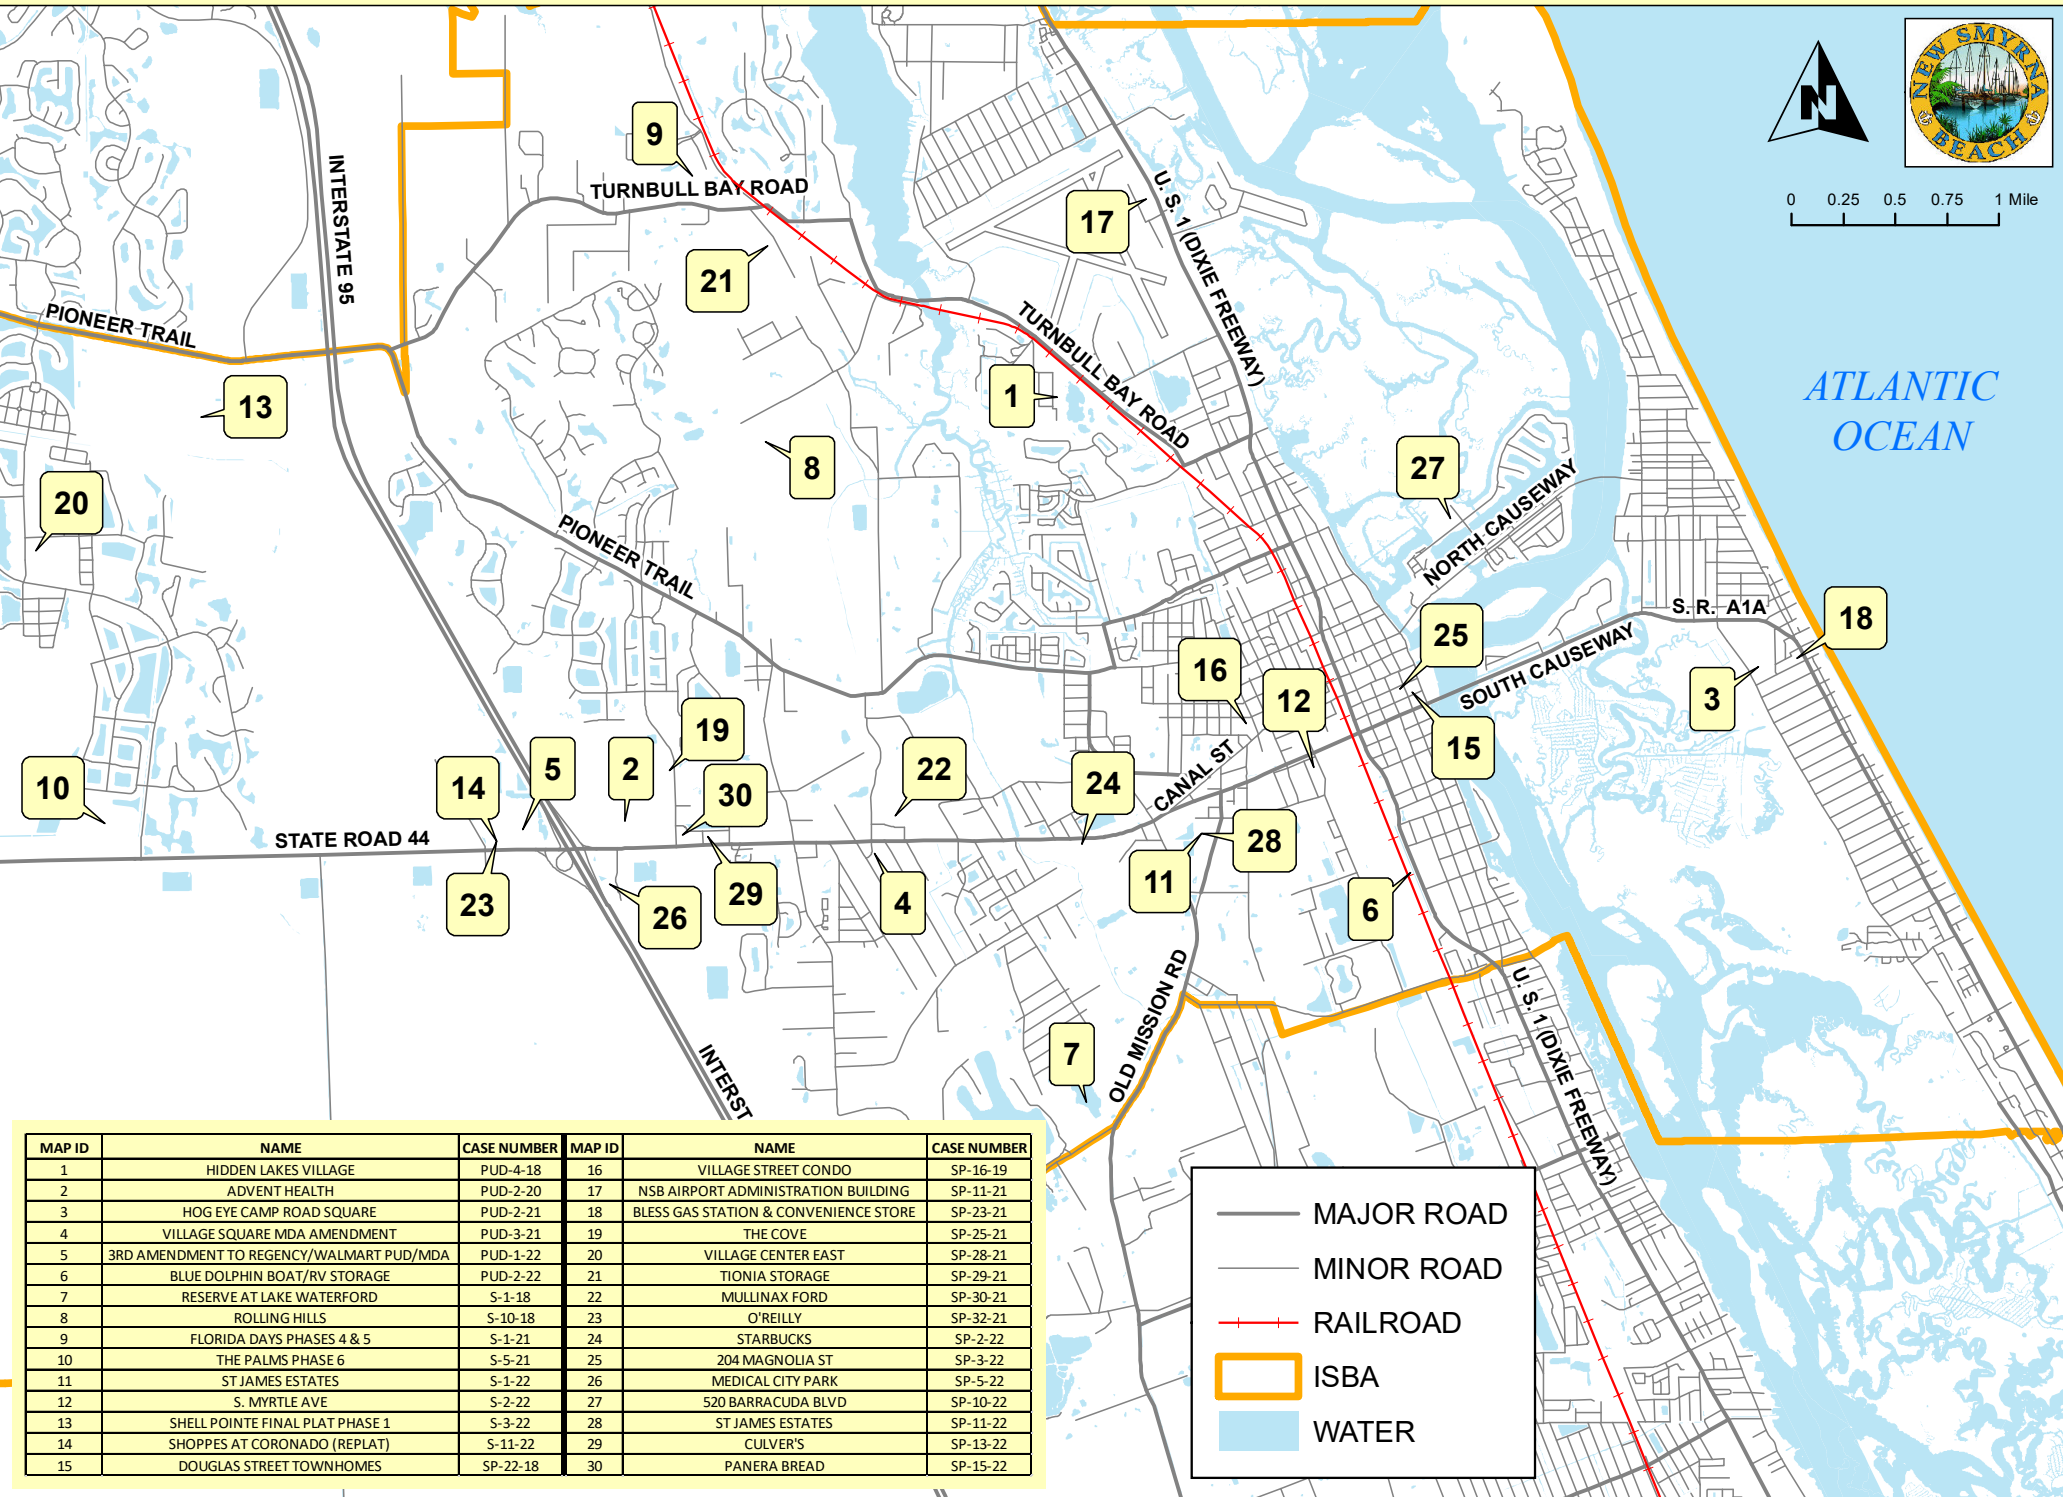 NEW SMYRNA
BEACH
N
0 0.25 0.5 0.75 1 Mile
9
TURNBULL BAY ROAD
INTERSTATE 95
17
U. S. 1 (DIXIE FREEWAY)
21
PIONEER TRAIL
TURNBULL BAY ROAD
13
1
ATLANTIC
OCEAN
8
27
20
NORTH CAUSEWAY
PIONEER TRAIL
S. R. A1A
18
25
SOUTH CAUSEWAY
16
12
3
19
15
5
2
22
10
14
30
24
CANAL ST
STATE ROAD 44
28
29
11
4
23
26
6
OLD MISSION RD
U. S. 1 (DIXIE FREEWAY)
7
INTERST
MAP ID NAME CASE NUMBER MAP ID NAME CASE NUMBER
1 HIDDEN LAKES VILLAGE PUD-4-18 16 VILLAGE STREET CONDO SP-16-19
2 ADVENT HEALTH PUD-2-20 17 NSB AIRPORT ADMINISTRATION BUILDING SP-11-21
3 HOG EYE CAMP ROAD SQUARE PUD-2-21 18 BLESS GAS STATION & CONVENIENCE STORE SP-23-21
4 VILLAGE SQUARE MDA AMENDMENT PUD-3-21 19 THE COVE SP-25-21
5 3RD AMENDMENT TO REGENCY/WALMART PUD/MDA PUD-1-22 20 VILLAGE CENTER EAST SP-28-21
6 BLUE DOLPHIN BOAT/RV STORAGE PUD-2-22 21 TIONIA STORAGE SP-29-21
7 RESERVE AT LAKE WATERFORD S-1-18 22 MULLINAX FORD SP-30-21
8 ROLLING HILLS S-10-18 23 O'REILLY SP-32-21
9 FLORIDA DAYS PHASES 4 & 5 S-1-21 24 STARBUCKS SP-2-22
10 THE PALMS PHASE 6 S-5-21 25 204 MAGNOLIA ST SP-3-22
11 ST JAMES ESTATES S-1-22 26 MEDICAL CITY PARK SP-5-22
12 S. MYRTLE AVE S-2-22 27 520 BARRACUDA BLVD SP-10-22
13 SHELL POINTE FINAL PLAT PHASE 1 S-3-22 28 ST JAMES ESTATES SP-11-22
14 SHOPPES AT CORONADO (REPLAT) S-11-22 29 CULVER'S SP-13-22
15 DOUGLAS STREET TOWNHOMES SP-22-18 30 PANERA BREAD SP-15-22
MAJOR ROAD
MINOR ROAD
RAILROAD
ISBA
WATER